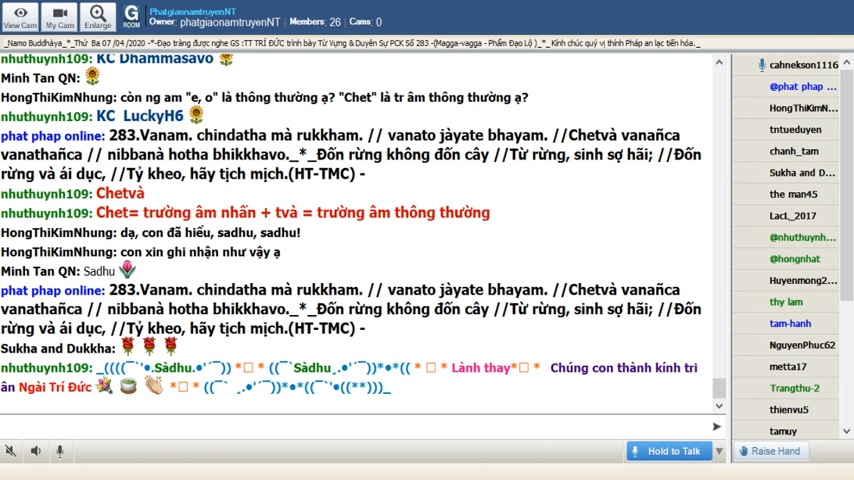 PhatgiaonamtruyenNT
Owner: phatgiaonamtruyenNT | Members: 26 | Cams: 0
View Cam
My Cam
Enlarge
G
ROOM
_Namo Buddhàya_*_Thứ Ba 07 /04 /2020 -*-Đạo tràng được nghe GS :TT TRÍ ĐỨC trình bày Từ Vựng & Duyên Sự PCK Số 283 -(Magga-vagga - Phẩm Đạo Lộ )_*_ Kính chúc quý vị thính Pháp an lạc tiến hóa._
nhuthuynh109: KC Dhammasavo
Minh Tan QN:
HongThiKimNhung: còn ng am "e, o" là thông thường ạ? "Chet" là tr âm thông thường ạ?
nhuthuynh109: KC LuckyH6
phat phap online: 283.Vanam. chindatha mà rukkham. // vanato jàyate bhayam. //Chetvà vanañca
vanathañca // nibbanà hotha bhikkhavo._*_Đốn rừng không đốn cây //Từ rừng, sinh sợ hãi; //Đốn
rừng và ái dục, //Tỷ kheo, hãy tịch mịch.(HT-TMC) -
nhuthuynh109: Chetvà
nhuthuynh109: Chet= trường âm nhấn + tvà = trường âm thông thường
HongThiKimNhung: dạ, con đã hiểu, sadhu, sadhu!
HongThiKimNhung: con xin ghi nhận như vậy ạ
Minh Tan QN: Sadhu
phat phap online: 283.Vanam. chindatha mà rukkham. // vanato jàyate bhayam. //Chetvà vanañca
vanathañca // nibbanà hotha bhikkhavo._*_Đốn rừng không đốn cây //Từ rừng, sinh sợ hãi; //Đốn
rừng và ái dục, //Tỷ kheo, hãy tịch mịch.(HT-TMC) -
Sukha and Dukkha:
nhuthuynh109: _((((¯`'•.Sàdhu.•'´¯)) *□ * ((¯`Sàdhu¸.•'´¯))*•*(( * □ * Lành thay*□ * Chúng con thành kính tri
ân Ngài Trí Đức *□ * ((¯` ¸.•'´¯))*•*((¯`'•((**)))_
cahnekson1116
@phat phap ...
HongThiKimN...
tntueduyen
chanh_tam
Sukha and D...
the man45
LacL_2017
@nhuthuynh...
@hongnhat
Huyenmong2...
thy lam
tam-hanh
NguyenPhuc62
metta17
Trangthu-2
thienvu5
tamuy
Hold to Talk
Raise Hand